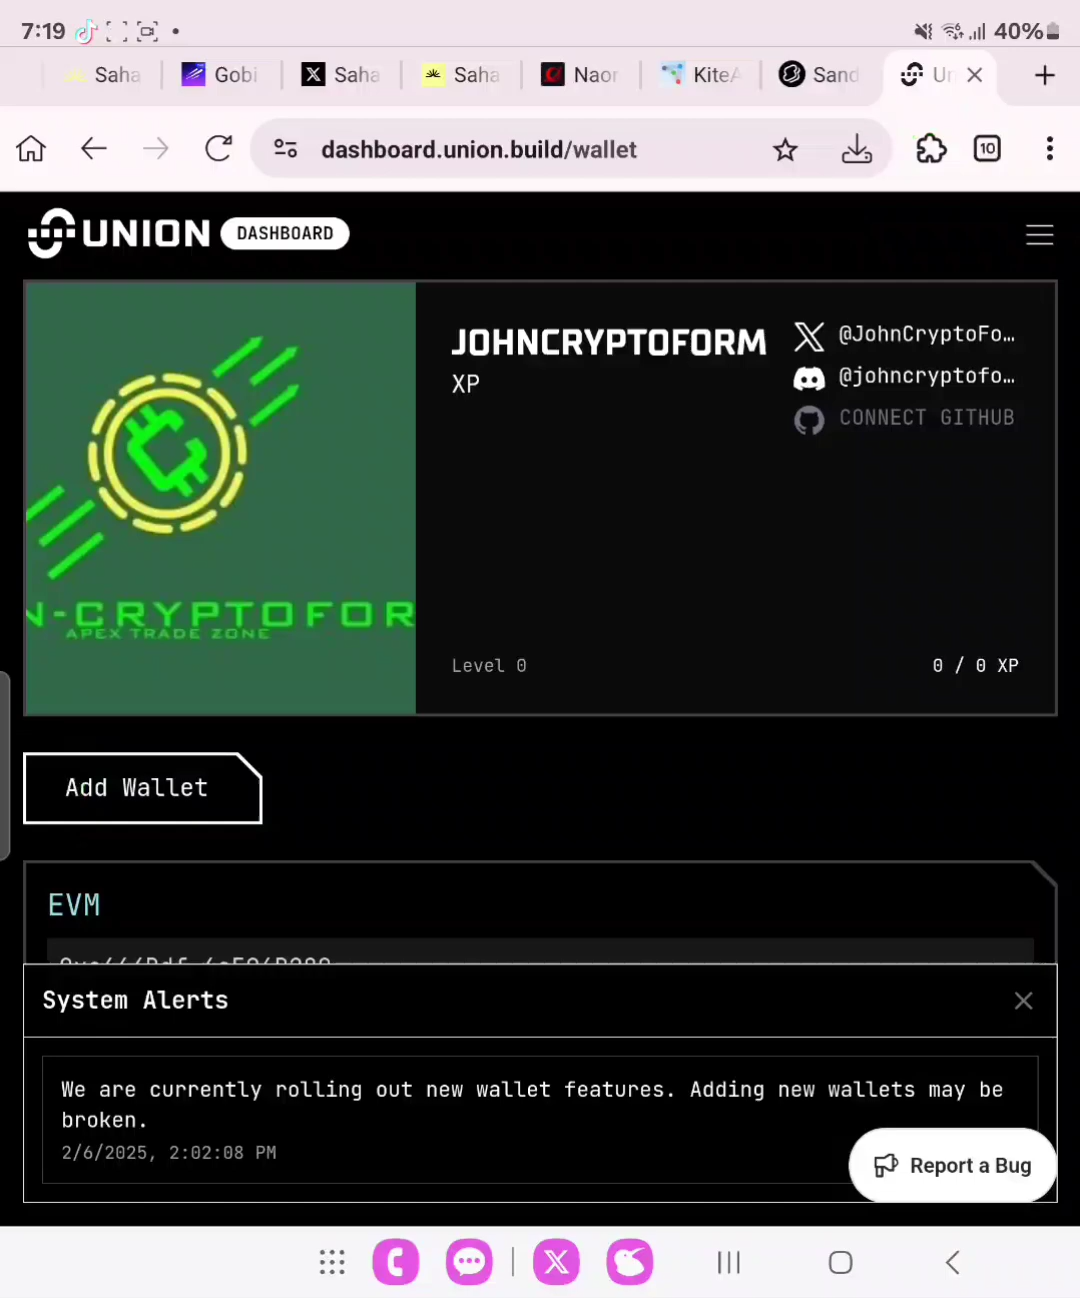 7:19
40%
Saha
Gobi
Saha
Saha
Naor
KiteA
Sand
Un
dashboard.union.build/wallet
10
UNION
DASHBOARD
JOHNCRYPTOFORM
XP
@JohnCryptoFo…
@johncryptofo…
CONNECT GITHUB
N-CRYPTOFOR
APEX TRADE ZONE
Level 0
0 / 0 XP
Add Wallet
EVM
System Alerts
We are currently rolling out new wallet features. Adding new wallets may be
broken.
2/6/2025, 2:02:08 PM
Report a Bug